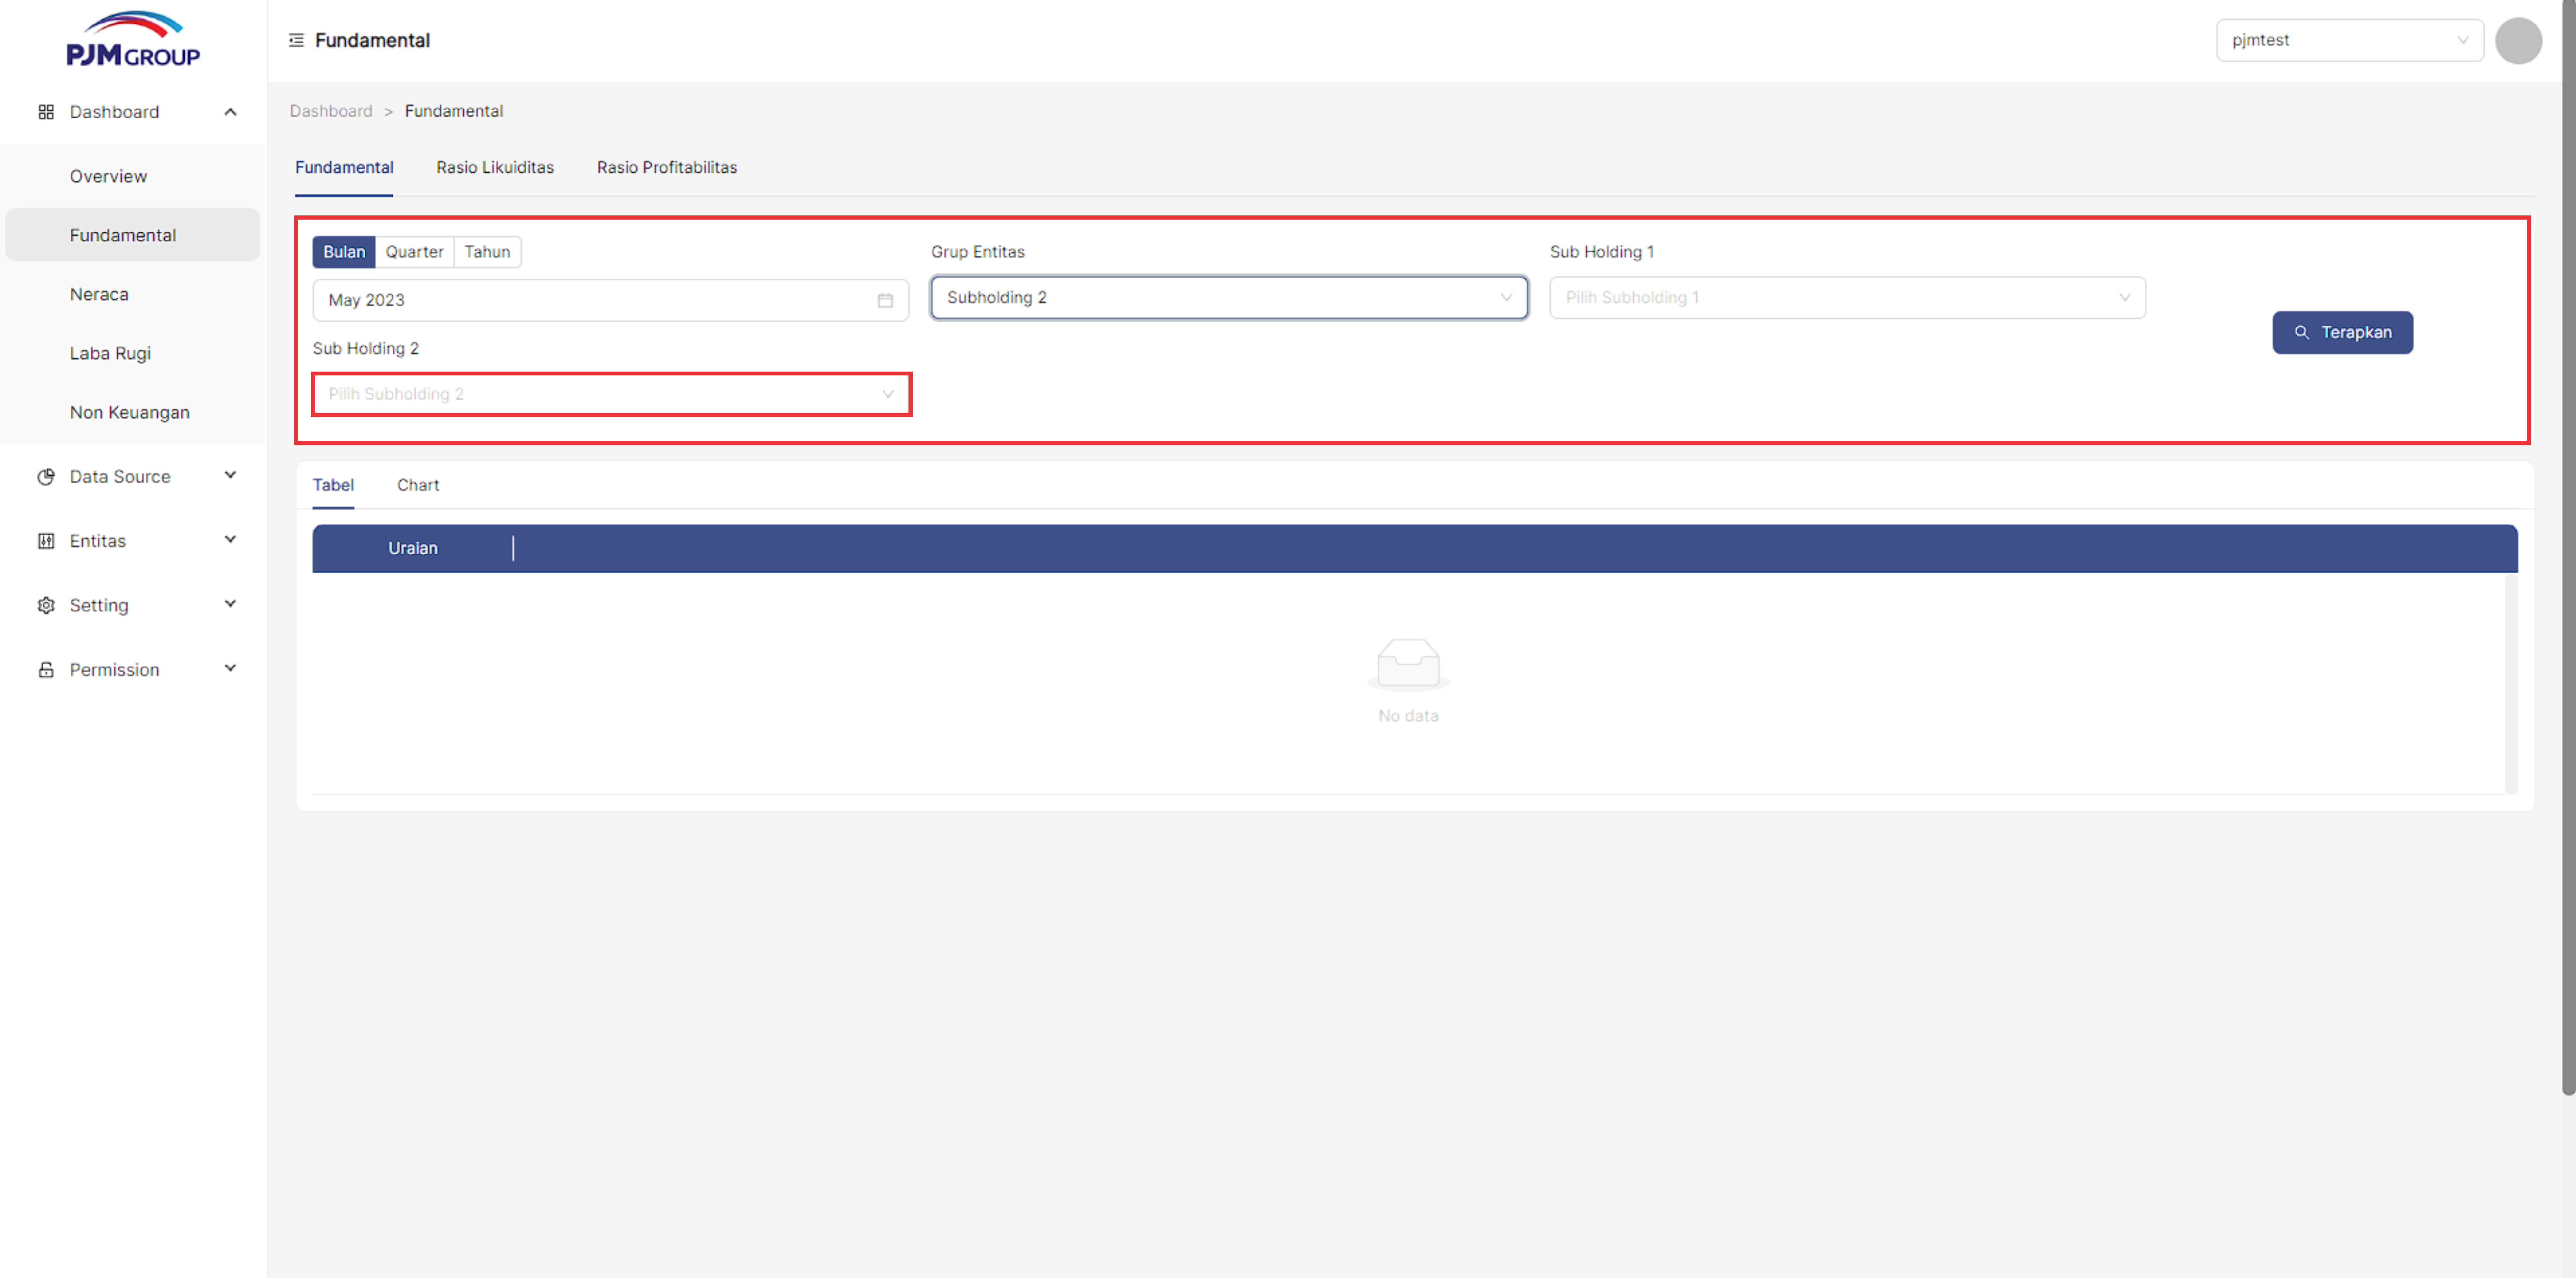 PJM GROUP
Fundamental
pjmtest
Dashboard
Overview
Fundamental
Neraca
Laba Rugi
Non Keuangan
Data Source
Entitas
Setting
Permission
Dashboard > Fundamental
Fundamental Rasio Likuiditas Rasio Profitabilitas
Bulan Quarter Tahun
May 2023
Grup Entitas
Subholding 2
Sub Holding 1
Pilih Subholding 1
Sub Holding 2
Pilih Subholding 2
Terapkan
Tabel Chart
Uraian
No data